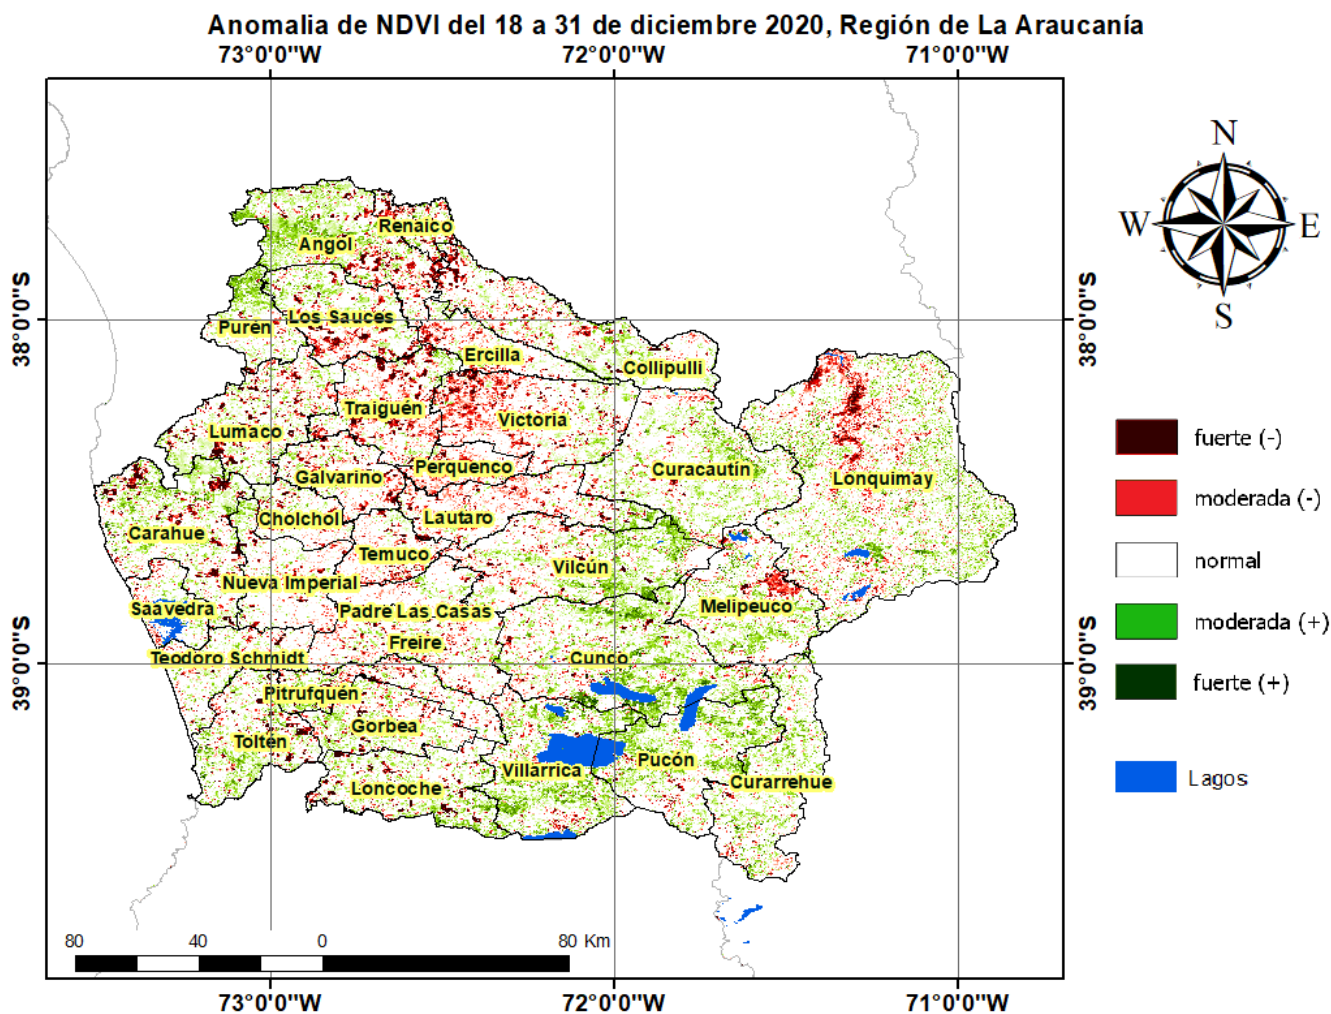 Anomalia de NDVI del 18 a 31 de diciembre 2020, Región de La Araucanía
73°0'0"W 72°0'0"W 71°0'0"W
38°0'0"S
39°0'0"S
38°0'0"S
39°0'0"S
N
W E
S
Renaico
Angol
Los Sauces
Purén
Ercilla
Collipulli
Traiguén
Victoria
Lumaco
Perquenco
Curacautín
Galvarino
Lonquimay
Cholchol
Lautaro
Carahue
Temuco
Vilcún
Nueva Imperial
Saavedra
Padre Las Casas
Melipeuco
Freire
Teodoro Schmidt
Cunco
Pitrufquén
Gorbea
Toltén
Villarrica
Pucón
Curarrehue
Loncoche
fuerte (-)
moderada (-)
normal
moderada (+)
fuerte (+)
Lagos
80 40 0 80 Km
73°0'0"W 72°0'0"W 71°0'0"W